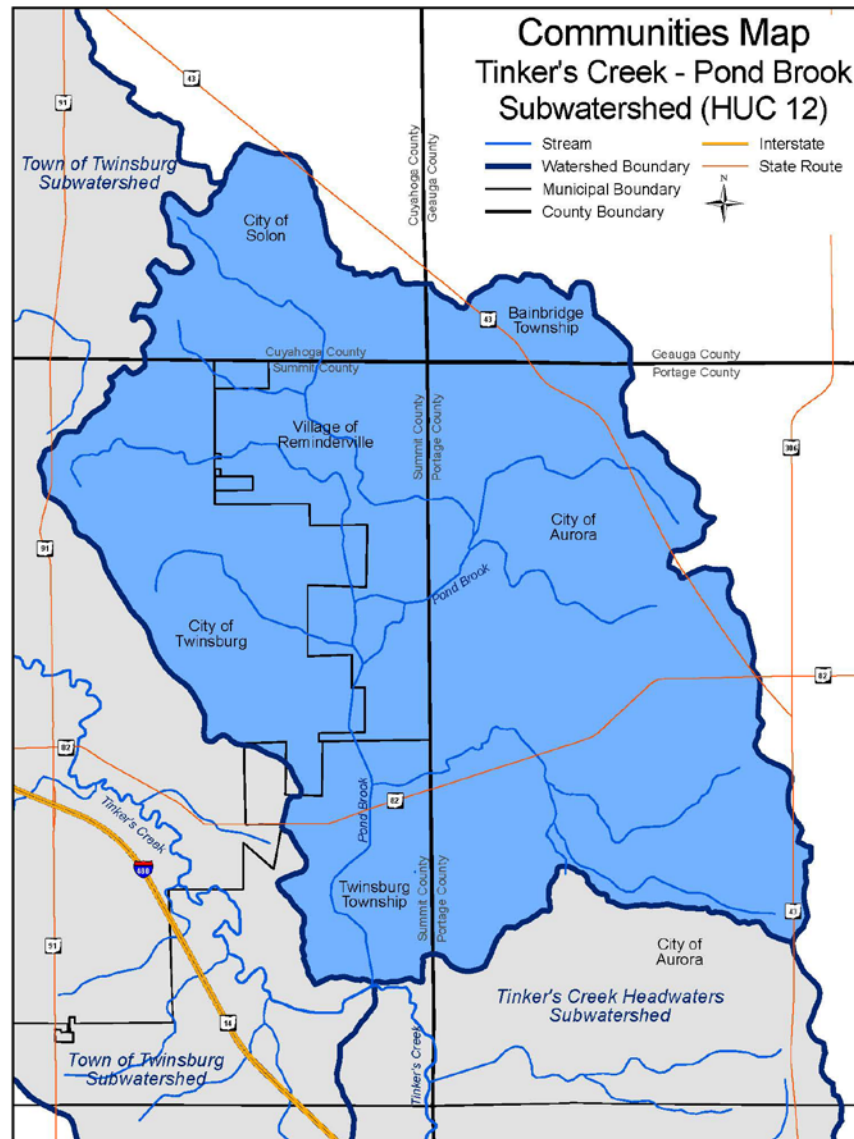 Communities Map
Tinker's Creek - Pond Brook
Subwatershed (HUC 12)
Stream
Interstate
Watershed Boundary
State Route
Municipal Boundary
County Boundary
N
43
91
Town of Twinsburg
Subwatershed
Cuyahoga County
Geauga County
City of
Solon
Bainbridge
Township
43
Cuyahoga County
Summit County
Geauga County
Portage County
Village of
Reminderville
Summit County
Portage County
306
City of
Aurora
91
Pond Brook
City of
Twinsburg
82
82
Tinker's Creek
Pond Brook
82
480
Twinsburg
Township
Summit County
Portage County
43
91
City of
Aurora
Tinker's Creek Headwaters
Subwatershed
14
Town of Twinsburg
Subwatershed
Tinker's Creek